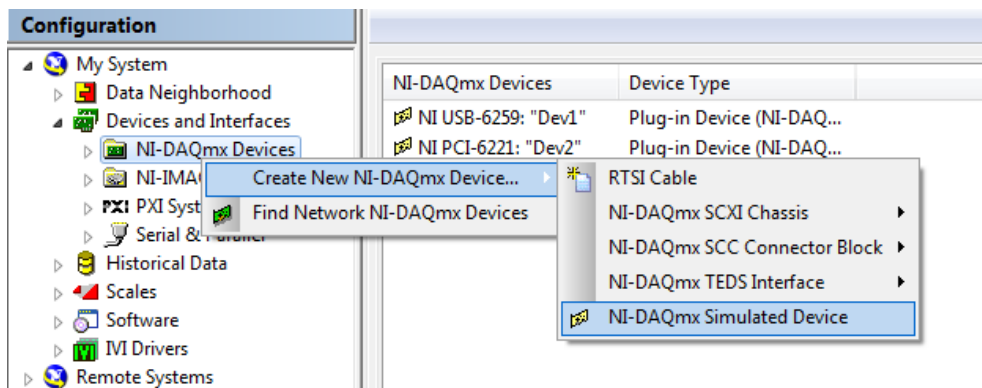 Configuration
My System
Data Neighborhood
Devices and Interfaces
NI-DAQmx Devices
NI-IMA
PXI Syst
Serial &
Historical Data
Scales
Software
IVI Drivers
Remote Systems
NI-DAQmx Devices Device Type
NI USB-6259: "Dev1" Plug-in Device (NI-DAQ...
NI PCI-6221: "Dev2" Plug-in Device (NI-DAQ...
Create New NI-DAQmx Device...
Find Network NI-DAQmx Devices
RTSI Cable
NI-DAQmx SCXI Chassis
NI-DAQmx SCC Connector Block
NI-DAQmx TEDS Interface
NI-DAQmx Simulated Device